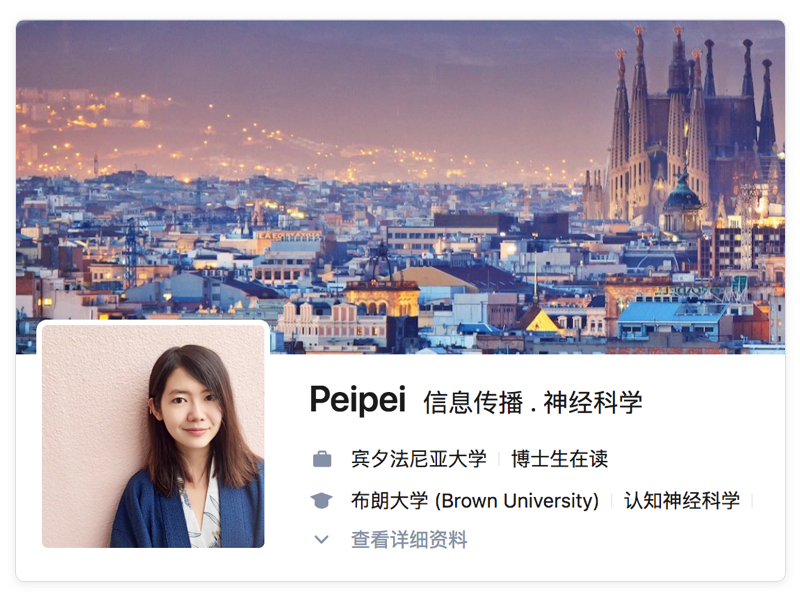 Peipei 信息传播 . 神经科学
宾夕法尼亚大学 博士生在读
布朗大学 (Brown University) 认知神经科学
查看详细资料